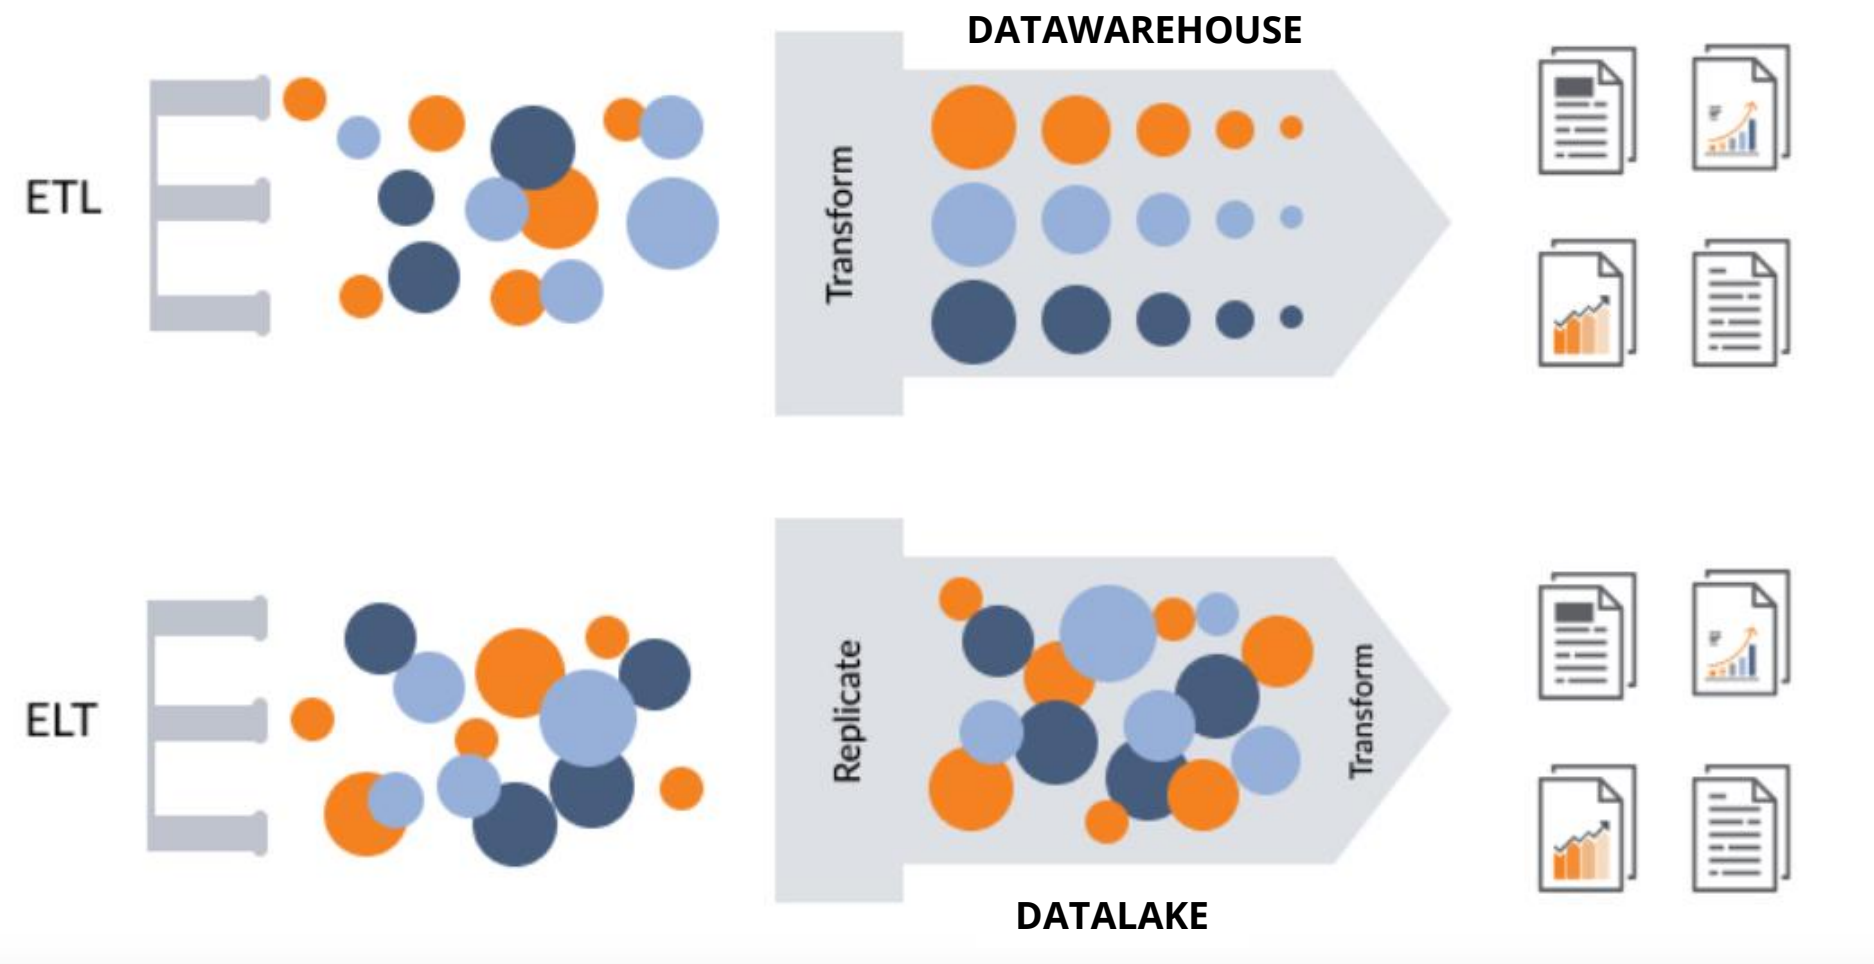 DATAWAREHOUSE
ETL
Transform
ELT
Replicate
Transform
DATALAKE